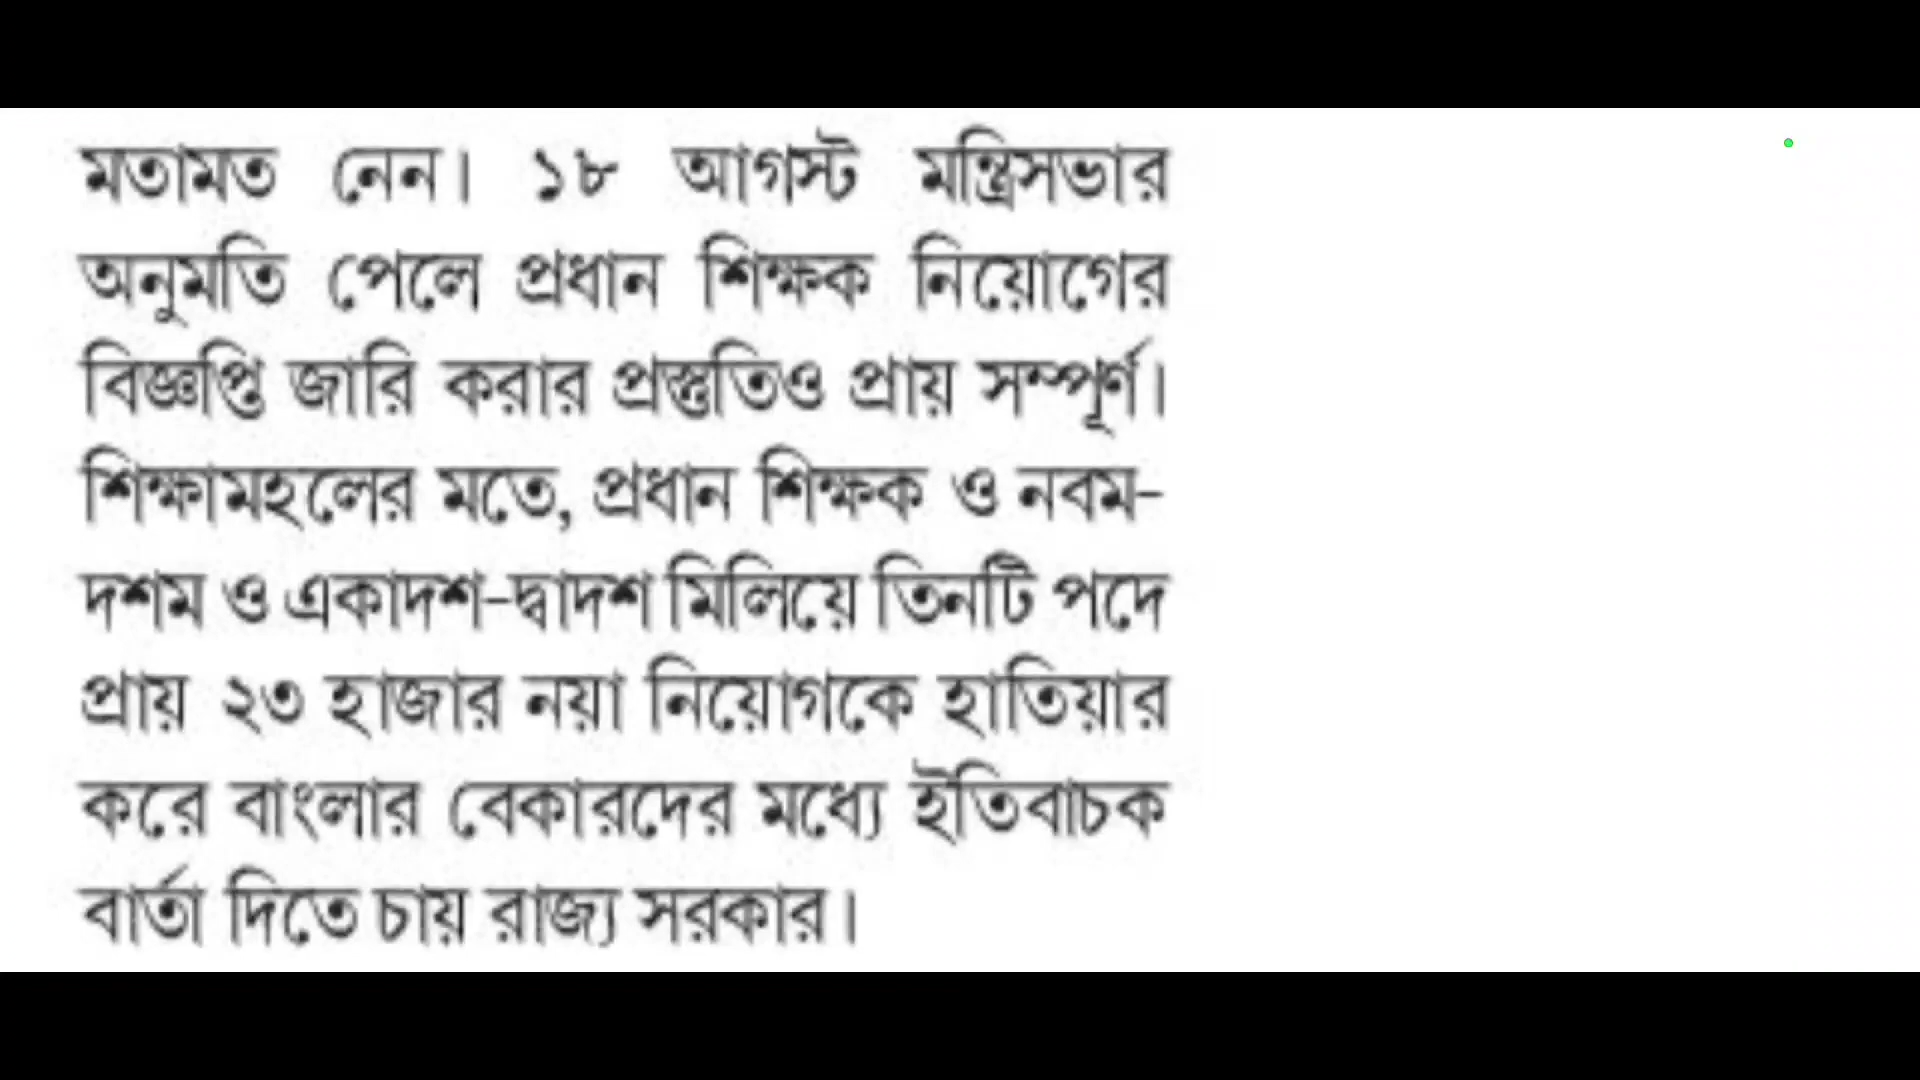 মতামত নেন। ১৮ আগস্ট মন্ত্রিসভার
অনুমতি পেলে প্রধান শিক্ষক নিয়োগের
বিজ্ঞপ্তি জারি করার প্রস্তুতিও প্রায় সম্পূর্ণ।
শিক্ষামহলের মতে, প্রধান শিক্ষক ও নবম-
দশম ও একাদশ-দ্বাদশ মিলিয়ে তিনটি পদে
প্রায় ২৩ হাজার নয়া নিয়োগকে হাতিয়ার
করে বাংলার বেকারদের মধ্যে ইতিবাচক
বার্তা দিতে চায় রাজ্য সরকার।